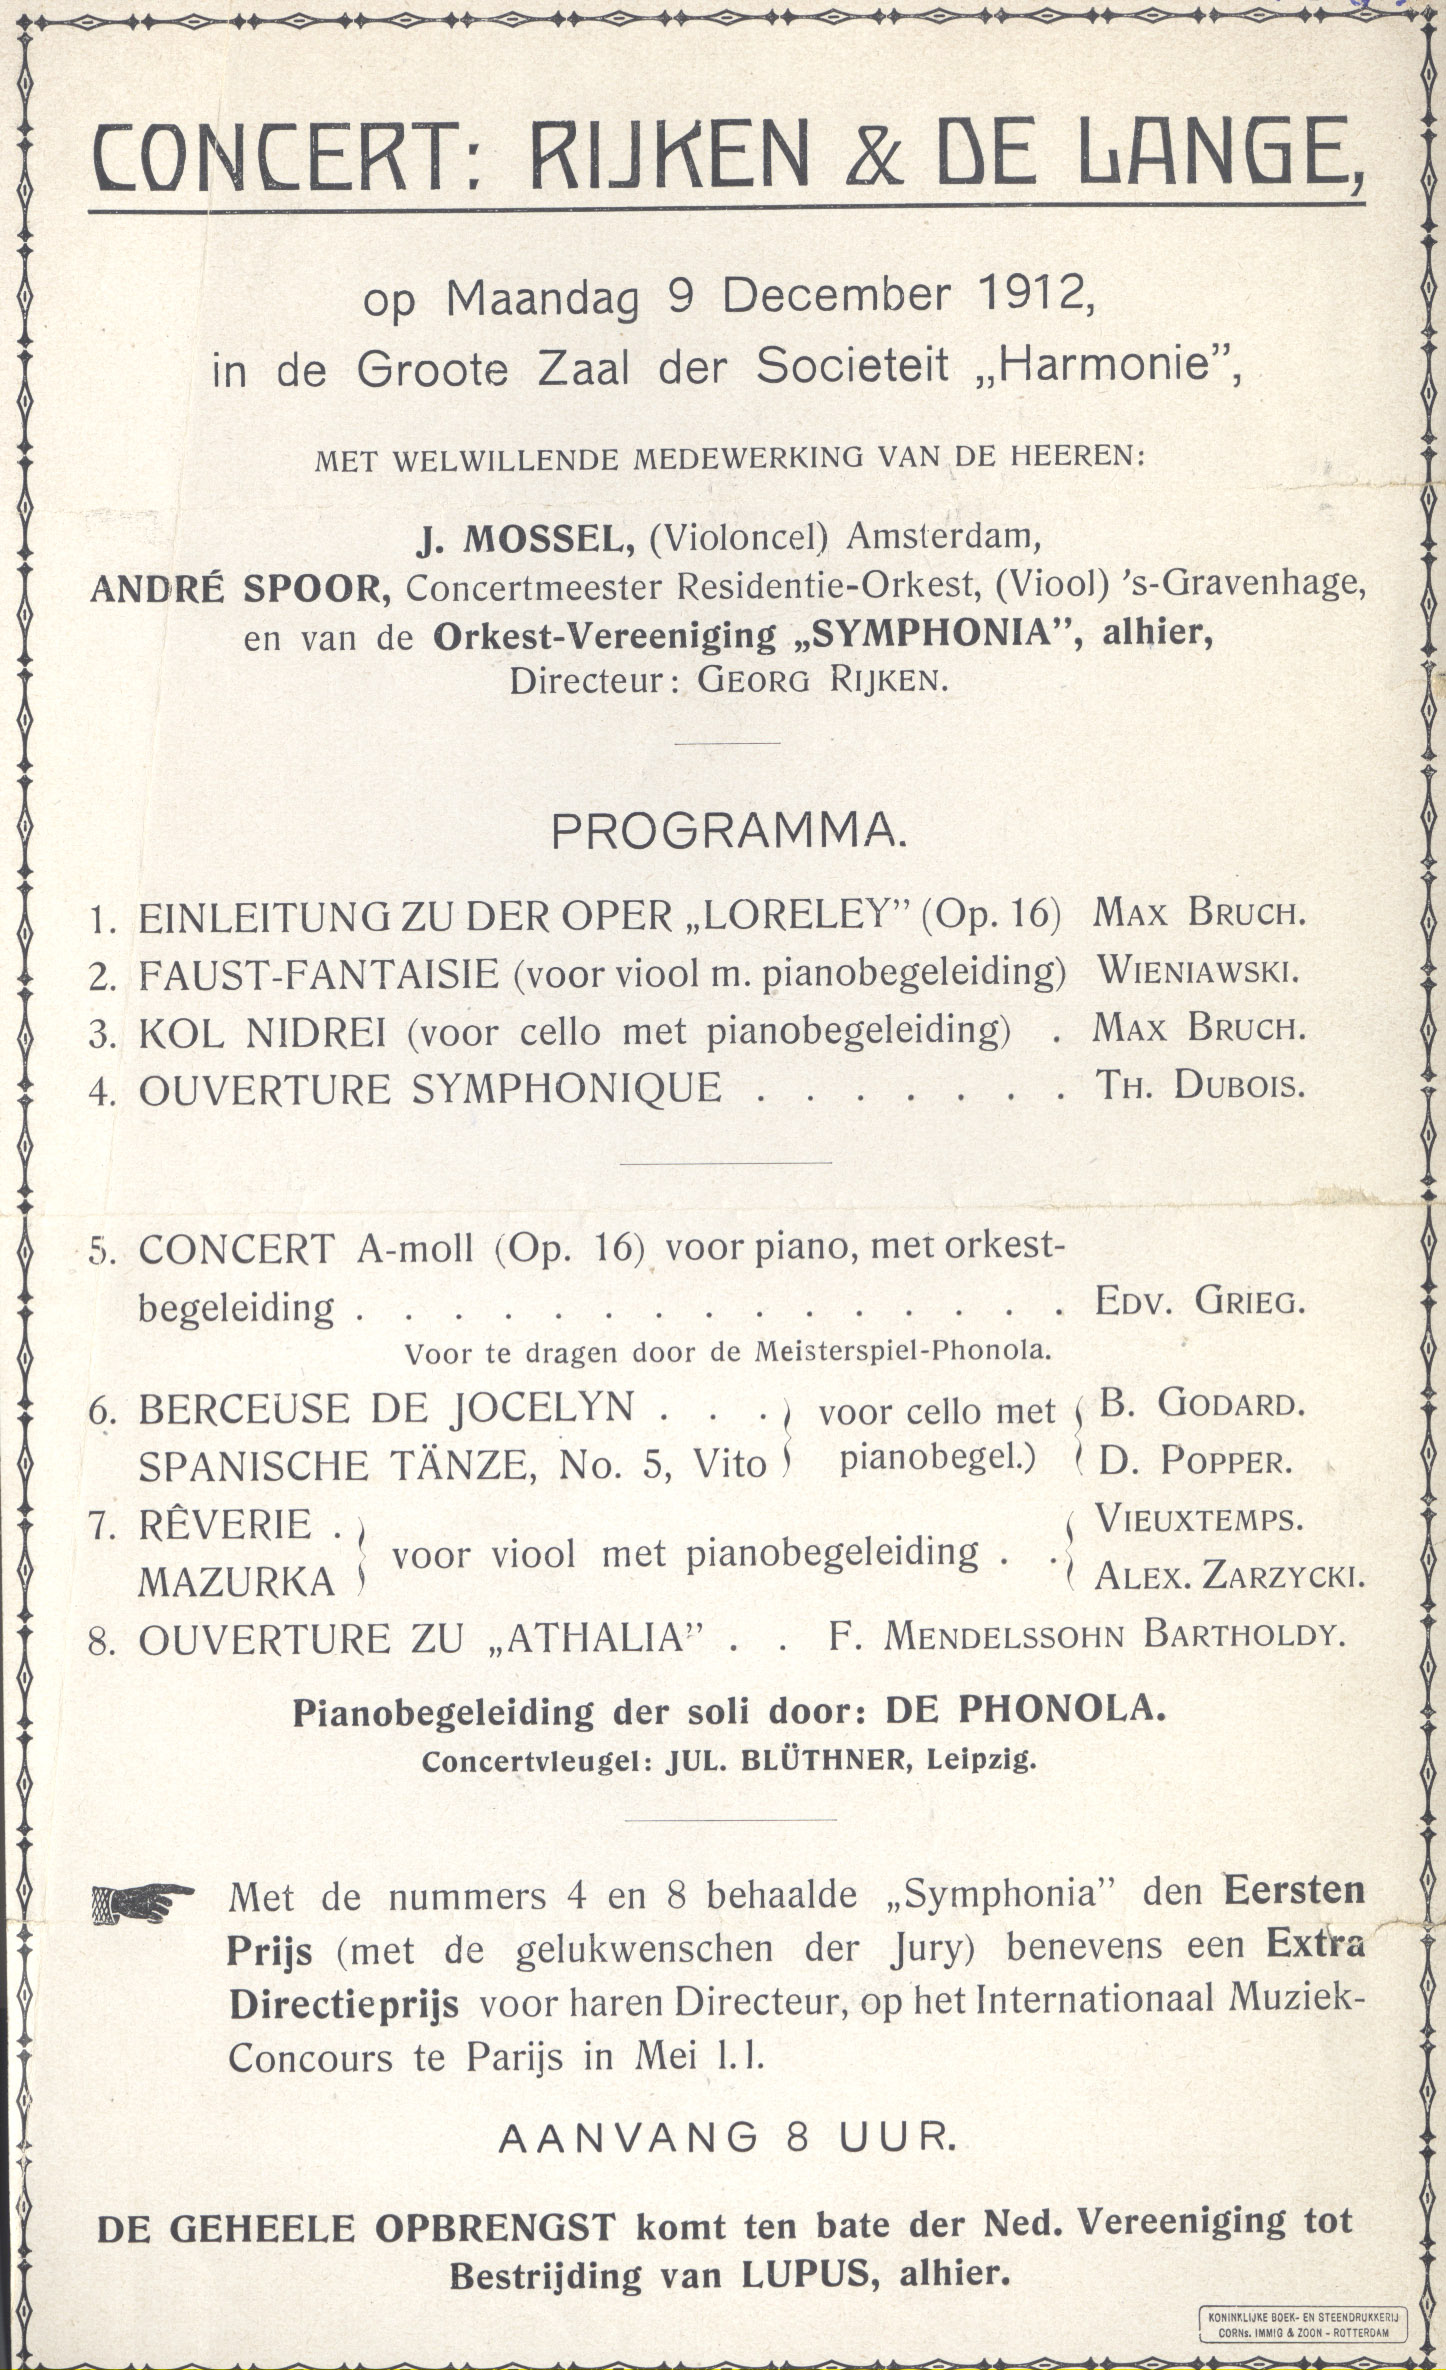 CONCERT: RIJKEN & DE LANGE,
op Maandag 9 December 1912,
in de Groote Zaal der Societeit „Harmonie”,
MET WELWILLENDE MEDEWERKING VAN DE HEEREN:
J. MOSSEL, (Violoncel) Amsterdam,
ANDRÉ SPOOR, Concertmeester Residentie-Orkest, (Viool) 's-Gravenhage,
en van de Orkest-Vereeniging „SYMPHONIA”, alhier,
Directeur: GEORG RIJKEN.
PROGRAMMA.
1. EINLEITUNG ZU DER OPER „LORELEY” (Op. 16) MAX BRUCH.
2. FAUST-FANTAISIE (voor viool m. pianobegeleiding) WIENIAWSKI.
3. KOL NIDREI (voor cello met pianobegeleiding) . MAX BRUCH.
4. OUVERTURE SYMPHONIQUE . . . . . . . TH. DUBOIS.
5. CONCERT A-moll (Op. 16) voor piano, met orkest-
begeleiding . . . . . . . . . . . . . . . EDV. GRIEG.
Voor te dragen door de Meisterspiel-Phonola.
6. BERCEUSE DE JOCELYN . . . } voor cello met { B. GODARD.
SPANISCHE TÄNZE, No. 5, Vito } pianobegel.) { D. POPPER.
7. RÊVERIE . } voor viool met pianobegeleiding . . { VIEUXTEMPS.
MAZURKA } { ALEX. ZARZYCKI.
8. OUVERTURE ZU „ATHALIA” . . F. MENDELSSOHN BARTHOLDY.
Pianobegeleiding der soli door: DE PHONOLA.
Concertvleugel: JUL. BLÜTHNER, Leipzig.
Met de nummers 4 en 8 behaalde „Symphonia” den Eersten
Prijs (met de gelukwenschen der Jury) benevens een Extra
Directieprijs voor haren Directeur, op het Internationaal Muziek-
Concours te Parijs in Mei l.l.
AANVANG 8 UUR.
DE GEHEELE OPBRENGST komt ten bate der Ned. Vereeniging tot
Bestrijding van LUPUS, alhier.
KONINKLIJKE BOEK- EN STEENDRUKKERIJ
CORNs. IMMIG & ZOON - ROTTERDAM